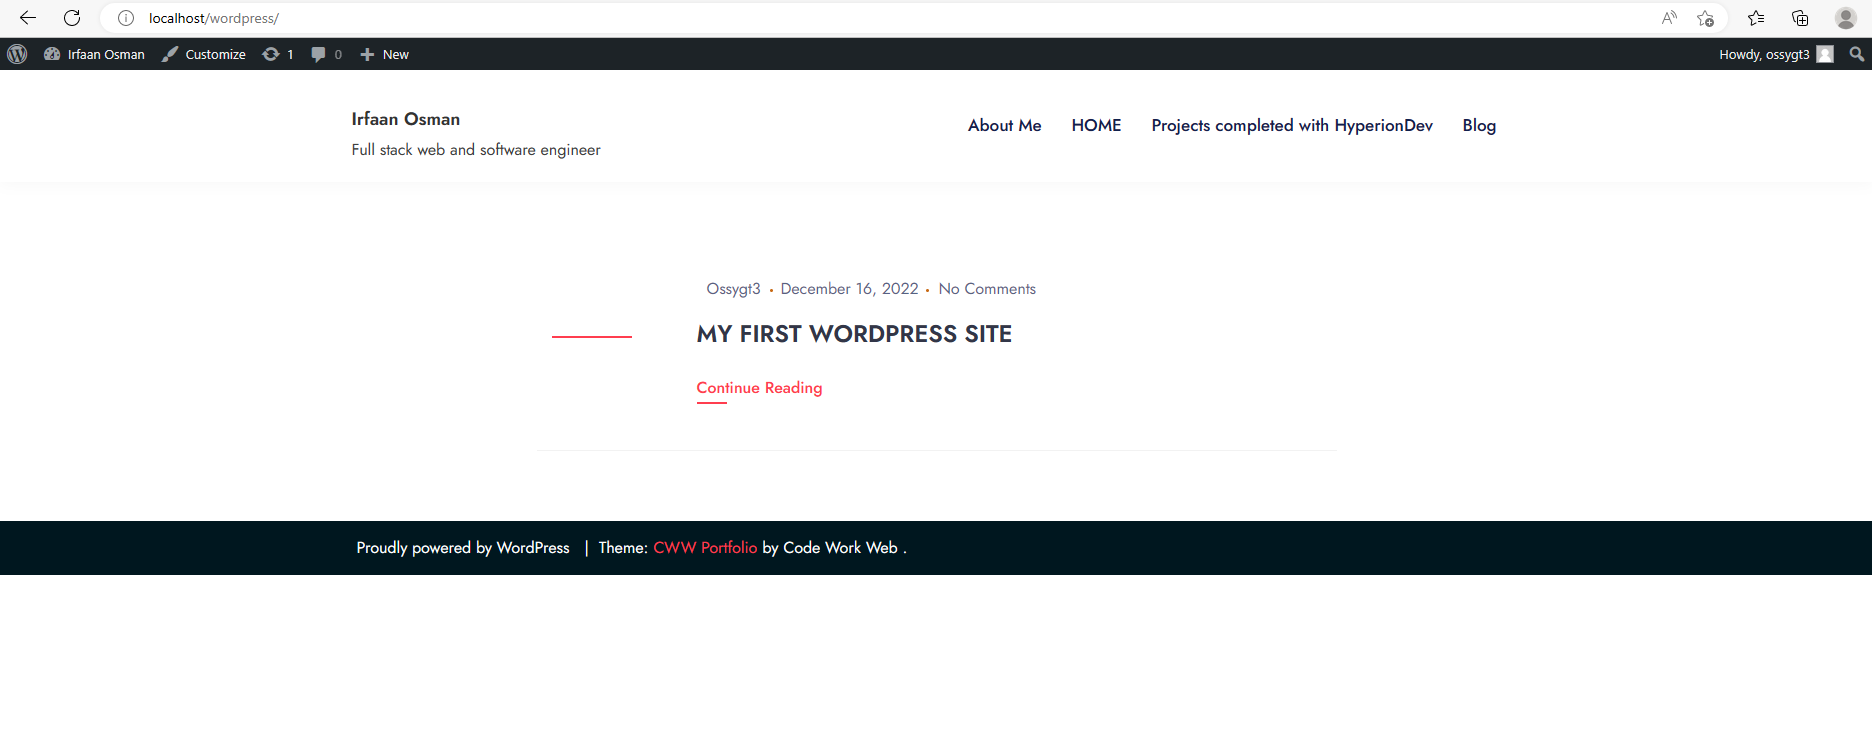 localhost/wordpress/
Irfaan Osman Customize 1 0 New Howdy, ossygt3
Irfaan Osman
Full stack web and software engineer
About Me HOME Projects completed with HyperionDev Blog
Ossygt3 • December 16, 2022 • No Comments
MY FIRST WORDPRESS SITE
Continue Reading
Proudly powered by WordPress | Theme: CWW Portfolio by Code Work Web .